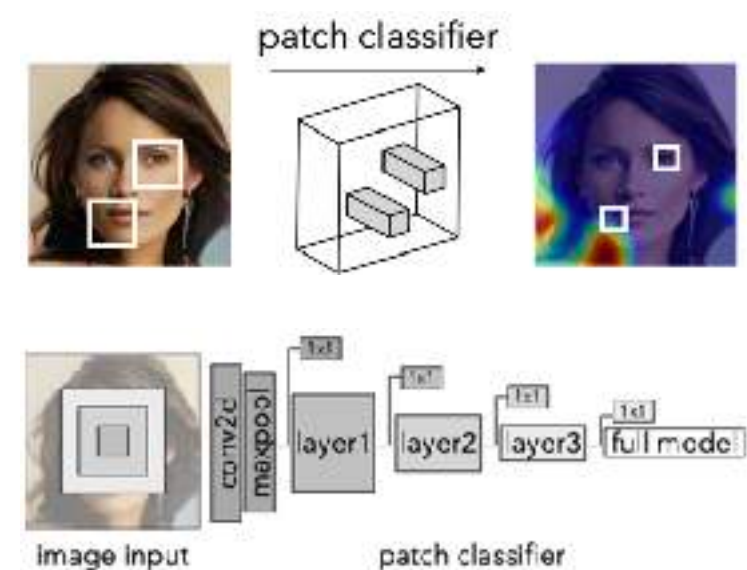 patch classifier
1x1
1x1
1x1
1x1
conv2d
maxpool
layer1
layer2
layer3
full model
image input
patch classifier